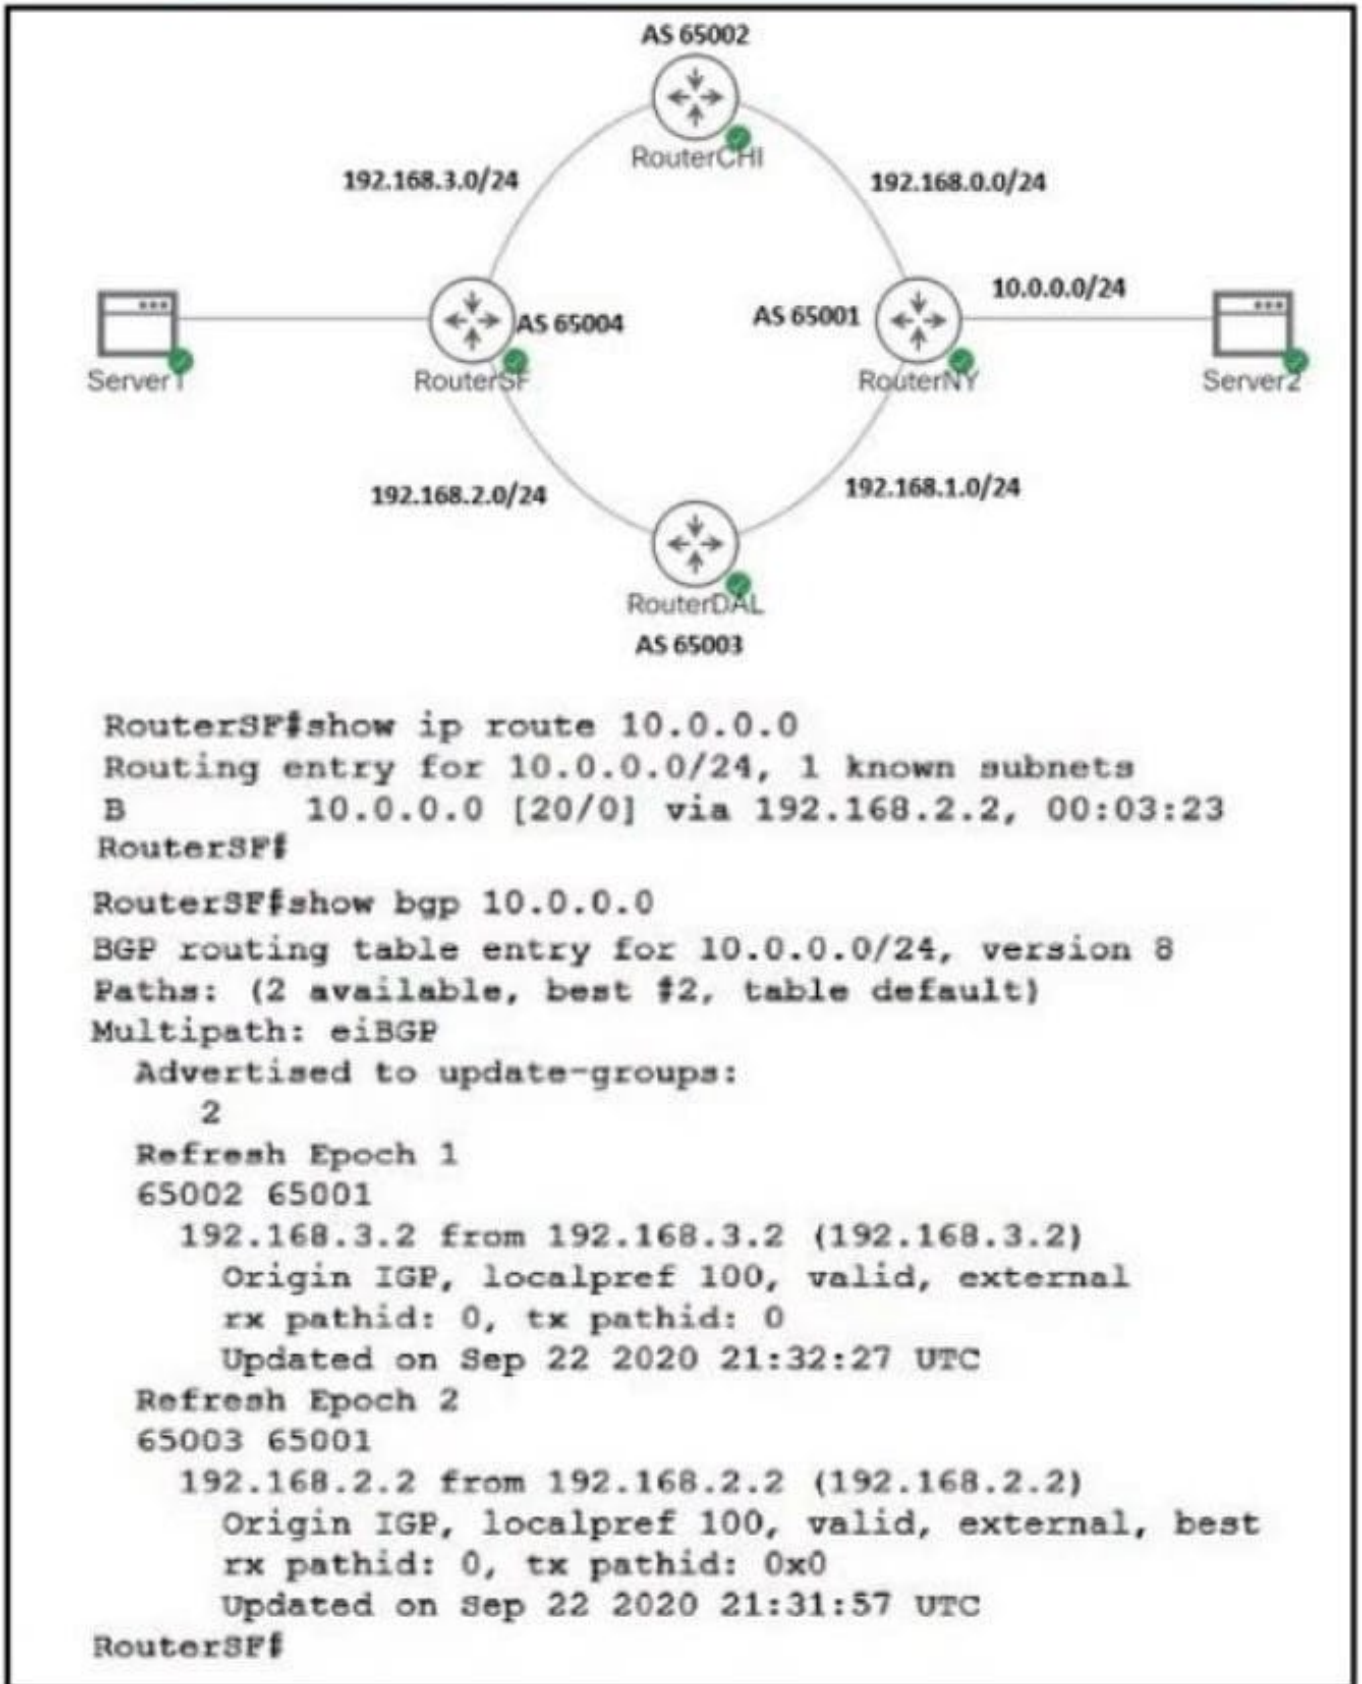 AS 65002
RouterCHI
192.168.3.0/24
192.168.0.0/24
10.0.0.0/24
AS 65004
AS 65001
Server1
RouterSF
RouterNY
Server2
192.168.2.0/24
192.168.1.0/24
RouterDAL
AS 65003
RouterSF#show ip route 10.0.0.0
Routing entry for 10.0.0.0/24, 1 known subnets
B 10.0.0.0 [20/0] via 192.168.2.2, 00:03:23
RouterSF#
RouterSF#show bgp 10.0.0.0
BGP routing table entry for 10.0.0.0/24, version 8
Paths: (2 available, best #2, table default)
Multipath: eiBGP
Advertised to update-groups:
2
Refresh Epoch 1
65002 65001
192.168.3.2 from 192.168.3.2 (192.168.3.2)
Origin IGP, localpref 100, valid, external
rx pathid: 0, tx pathid: 0
Updated on Sep 22 2020 21:32:27 UTC
Refresh Epoch 2
65003 65001
192.168.2.2 from 192.168.2.2 (192.168.2.2)
Origin IGP, localpref 100, valid, external, best
rx pathid: 0, tx pathid: 0x0
Updated on Sep 22 2020 21:31:57 UTC
RouterSF#